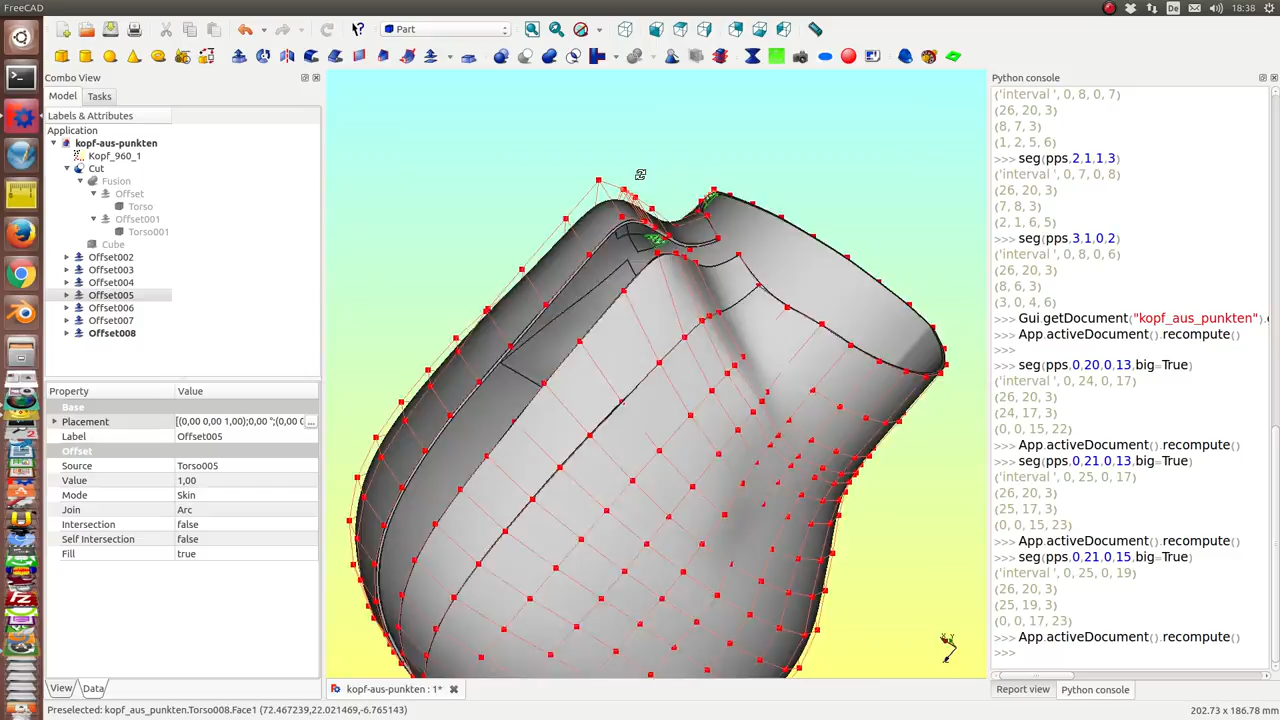 FreeCAD
De
18:38
Part
Combo View
Model
Tasks
Labels & Attributes
Application
kopf-aus-punkten
Kopf_960_1
Cut
Fusion
Offset
Torso
Offset001
Torso001
Cube
Offset002
Offset003
Offset004
Offset005
Offset006
Offset007
Offset008
Property
Value
Base
Placement
[(0,00 0,00 1,00);0,00 °;(0,00 0
...
Label
Offset005
Offset
Source
Torso005
Value
1,00
Mode
Skin
Join
Arc
Intersection
false
Self Intersection
false
Fill
true
View
Data
kopf-aus-punkten : 1*
Preselected: kopf_aus_punkten.Torso008.Face1 (72.467239,22.021469,-6.765143)
Python console
('interval ', 0, 8, 0, 7)
(26, 20, 3)
(8, 7, 3)
(1, 2, 5, 6)
>>> seg(pps,2,1,1,3)
('interval ', 0, 7, 0, 8)
(26, 20, 3)
(7, 8, 3)
(2, 1, 6, 5)
>>> seg(pps,3,1,0,2)
('interval ', 0, 8, 0, 6)
(26, 20, 3)
(8, 6, 3)
(3, 0, 4, 6)
>>> Gui.getDocument("kopf_aus_punkten").
>>> App.activeDocument().recompute()
>>>
>>> seg(pps,0,20,0,13,big=True)
('interval ', 0, 24, 0, 17)
(26, 20, 3)
(24, 17, 3)
(0, 0, 15, 22)
>>> App.activeDocument().recompute()
>>> seg(pps,0,21,0,13,big=True)
('interval ', 0, 25, 0, 17)
(26, 20, 3)
(25, 17, 3)
(0, 0, 15, 23)
>>> App.activeDocument().recompute()
>>> seg(pps,0,21,0,15,big=True)
('interval ', 0, 25, 0, 19)
(26, 20, 3)
(25, 19, 3)
(0, 0, 17, 23)
>>> App.activeDocument().recompute()
>>>
Report view
Python console
202.73 x 186.78 mm